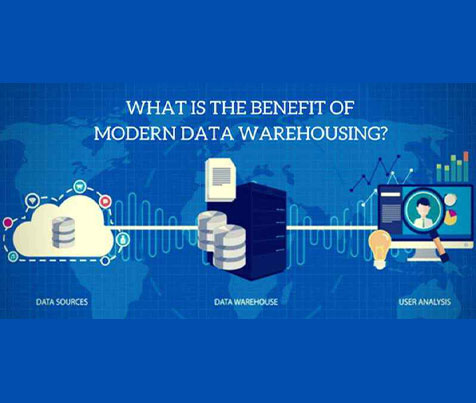 WHAT IS THE BENEFIT OF
MODERN DATA WAREHOUSING?
DATA SOURCES
DATA WAREHOUSE
USER ANALYSIS